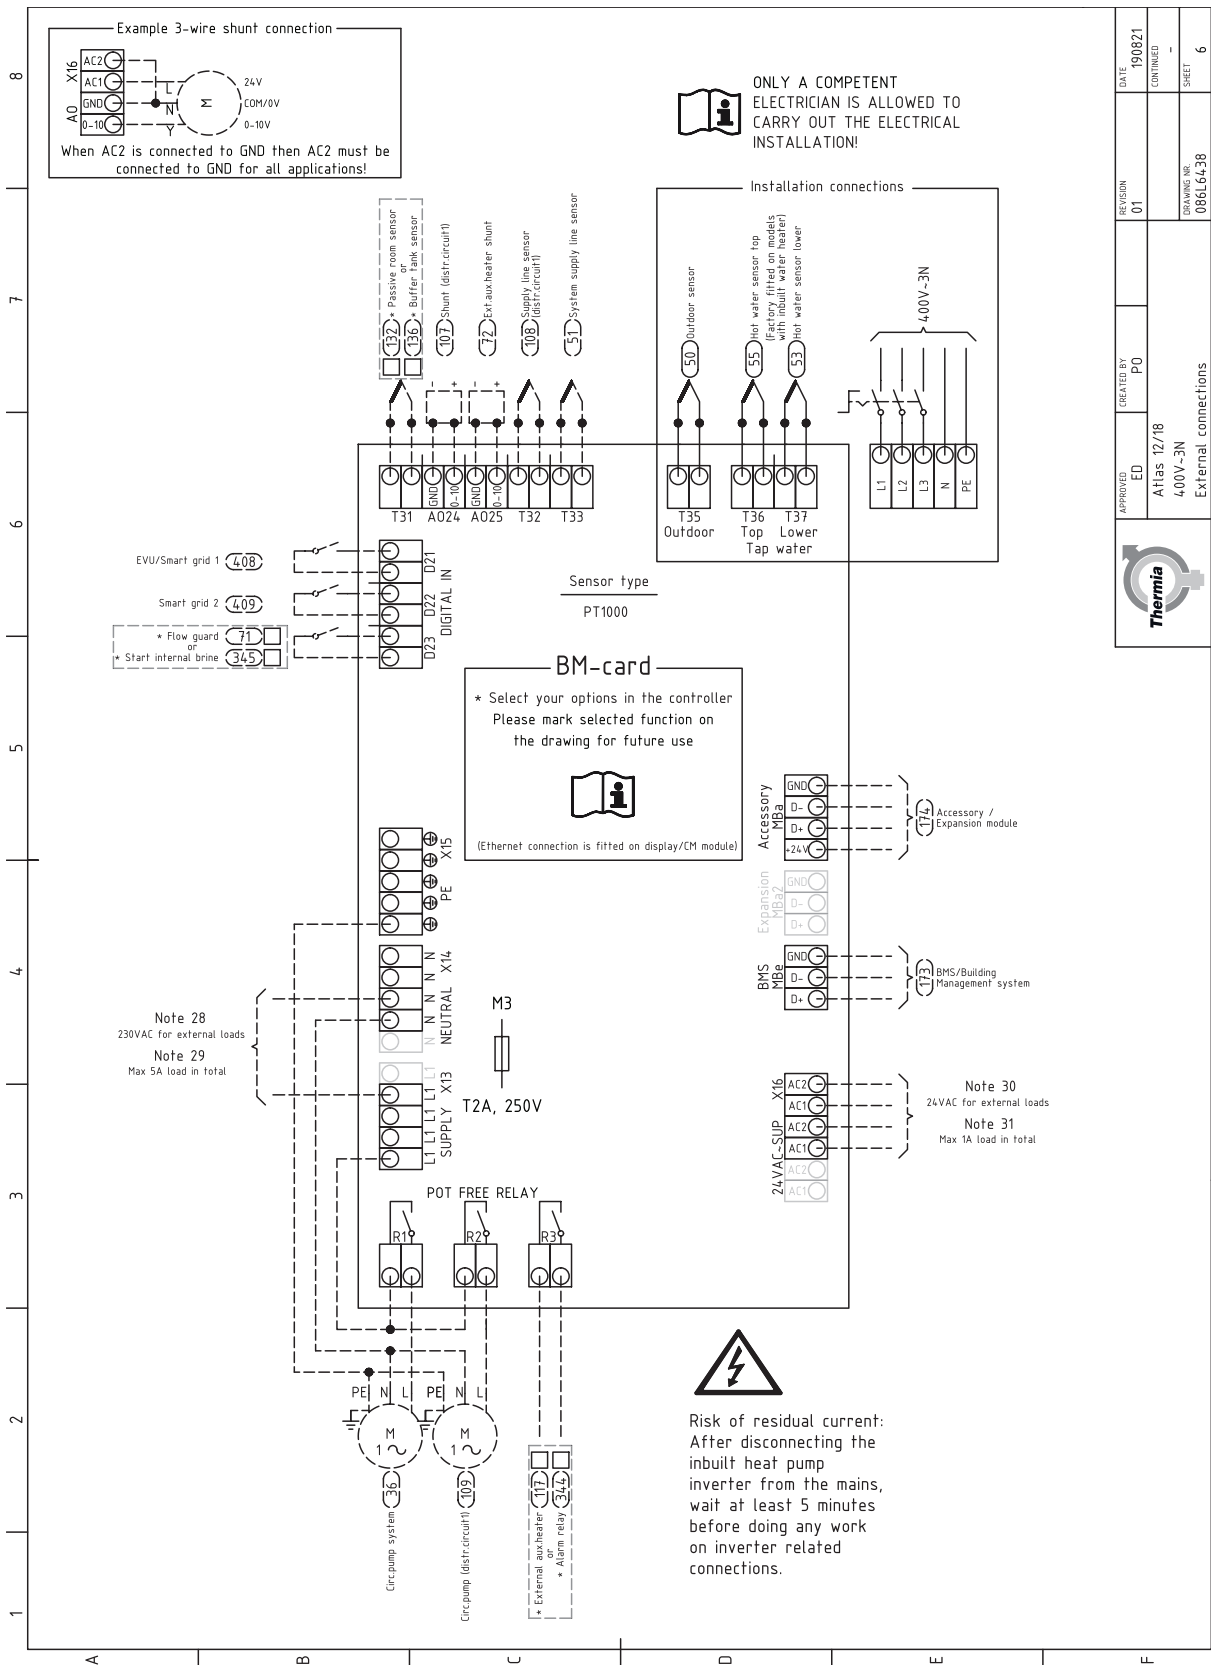 Example 3-wire shunt connection
A0 X16
AC2
AC1
GND
0-10
L
N
Y
M
24V
COM/0V
0-10V
When AC2 is connected to GND then AC2 must be
connected to GND for all applications!
ONLY A COMPETENT
ELECTRICIAN IS ALLOWED TO
CARRY OUT THE ELECTRICAL
INSTALLATION!
132 * Passive room sensor
or
136 * Buffer tank sensor
107 Shunt (distr.circuit1)
72 Ext.aux.heater shunt
108 Supply line sensor
(distr.circuit1)
51 System supply line sensor
Installation connections
50 Outdoor sensor
55 Hot water sensor top
(Factory fitted on models
with inbuilt water heater)
53 Hot water sensor lower
400V~3N
- +
- +
GND
0-10
GND
0-10
T31 AO24 AO25 T32 T33
T35
Outdoor
T36 T37
Top Lower
Tap water
L1
L2
L3
N
PE
EVU/Smart grid 1 408
Smart grid 2 409
* Flow guard 71
or
* Start internal brine 345
D21
D22
D23
DIGITAL IN
Sensor type
PT1000
BM-card
* Select your options in the controller
Please mark selected function on
the drawing for future use
(Ethernet connection is fitted on display/CM module)
PE X15
N
N
N
N
N
NEUTRAL X14
L1
L1
L1
L1
L1
SUPPLY X13
Note 28
230VAC for external loads
Note 29
Max 5A load in total
M3
T2A, 250V
Accessory
MBa
GND
D-
D+
+24V
174 Accessory /
Expansion module
Expansion
MBa2
GND
D-
D+
BMS
MBe
GND
D-
D+
173 BMS/Building
Management system
24VAC~SUP X16
AC2
AC1
AC2
AC1
AC2
AC1
Note 30
24VAC for external loads
Note 31
Max 1A load in total
POT FREE RELAY
R1 R2 R3
PE N L PE N L
M
1
M
1
36
Circ.pump system
109
Circ.pump (distr.circuit1)
117
* External aux.heater
or
344
* Alarm relay
Risk of residual current:
After disconnecting the
inbuilt heat pump
inverter from the mains,
wait at least 5 minutes
before doing any work
on inverter related
connections.
Thermia
APPROVED
ED
CREATED BY
PO
REVISION
01
DATE
190821
Atlas 12/18
400V~3N
External connections
CONTINUED
-
DRAWING NR.
086L6438
SHEET
6
8
7
6
5
4
3
2
1
A B C D E F